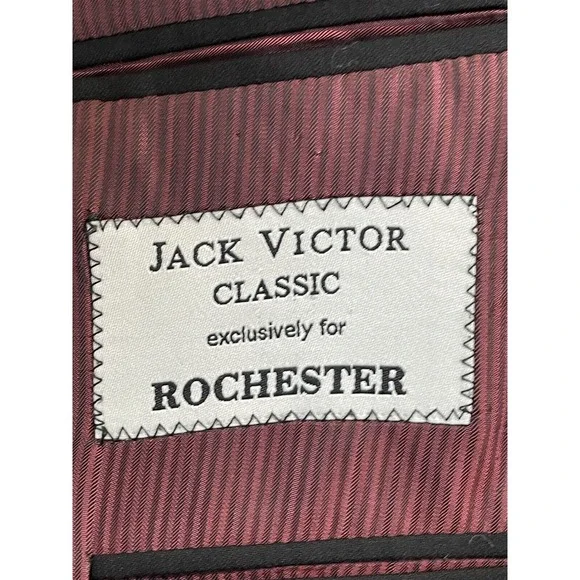 JACK VICTOR
CLASSIC
exclusively for
ROCHESTER